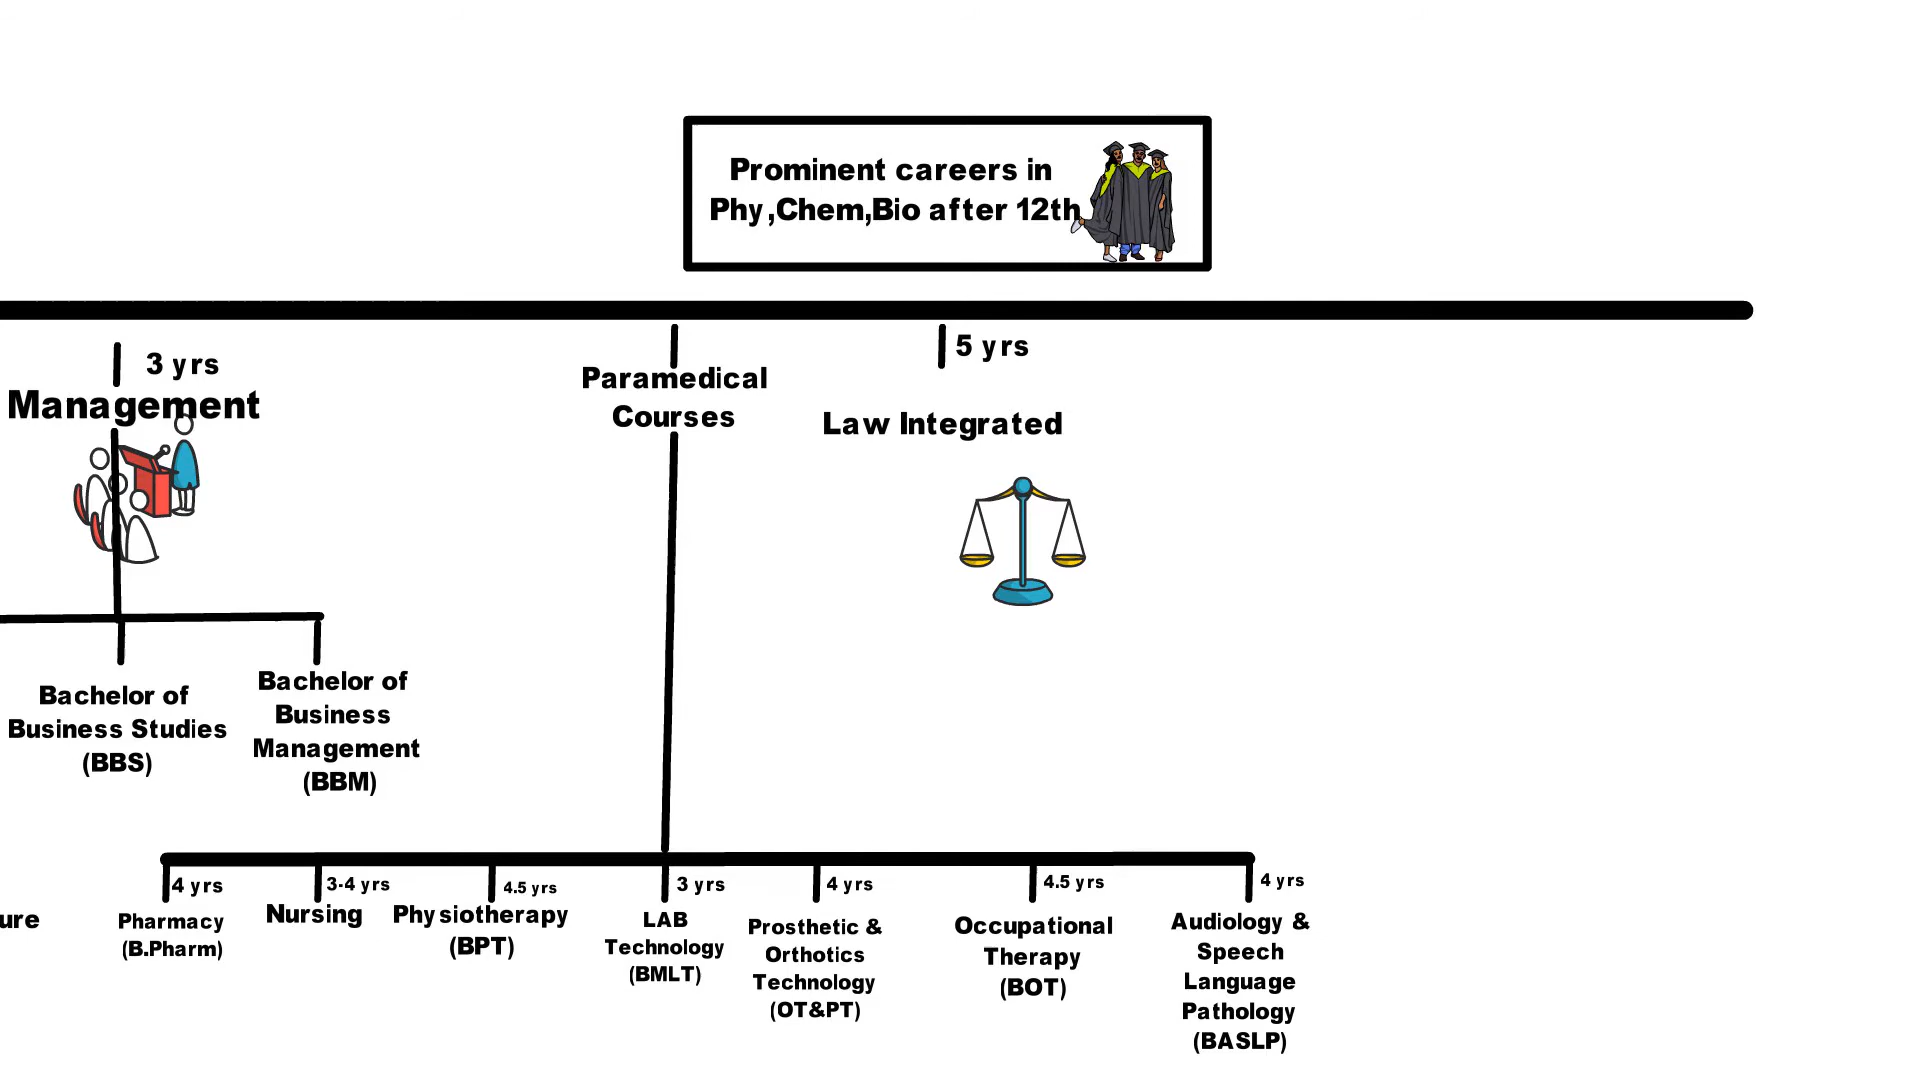 Prominent careers in
Phy,Chem,Bio after 12th
3 yrs
Management
Paramedical
Courses
5 yrs
Law Integrated
Bachelor of
Business Studies
(BBS)
Bachelor of
Business
Management
(BBM)
ure
4 yrs
Pharmacy
(B.Pharm)
3-4 yrs
Nursing
4.5 yrs
Physiotherapy
(BPT)
3 yrs
LAB
Technology
(BMLT)
4 yrs
Prosthetic &
Orthotics
Technology
(OT&PT)
4.5 yrs
Occupational
Therapy
(BOT)
4 yrs
Audiology &
Speech
Language
Pathology
(BASLP)